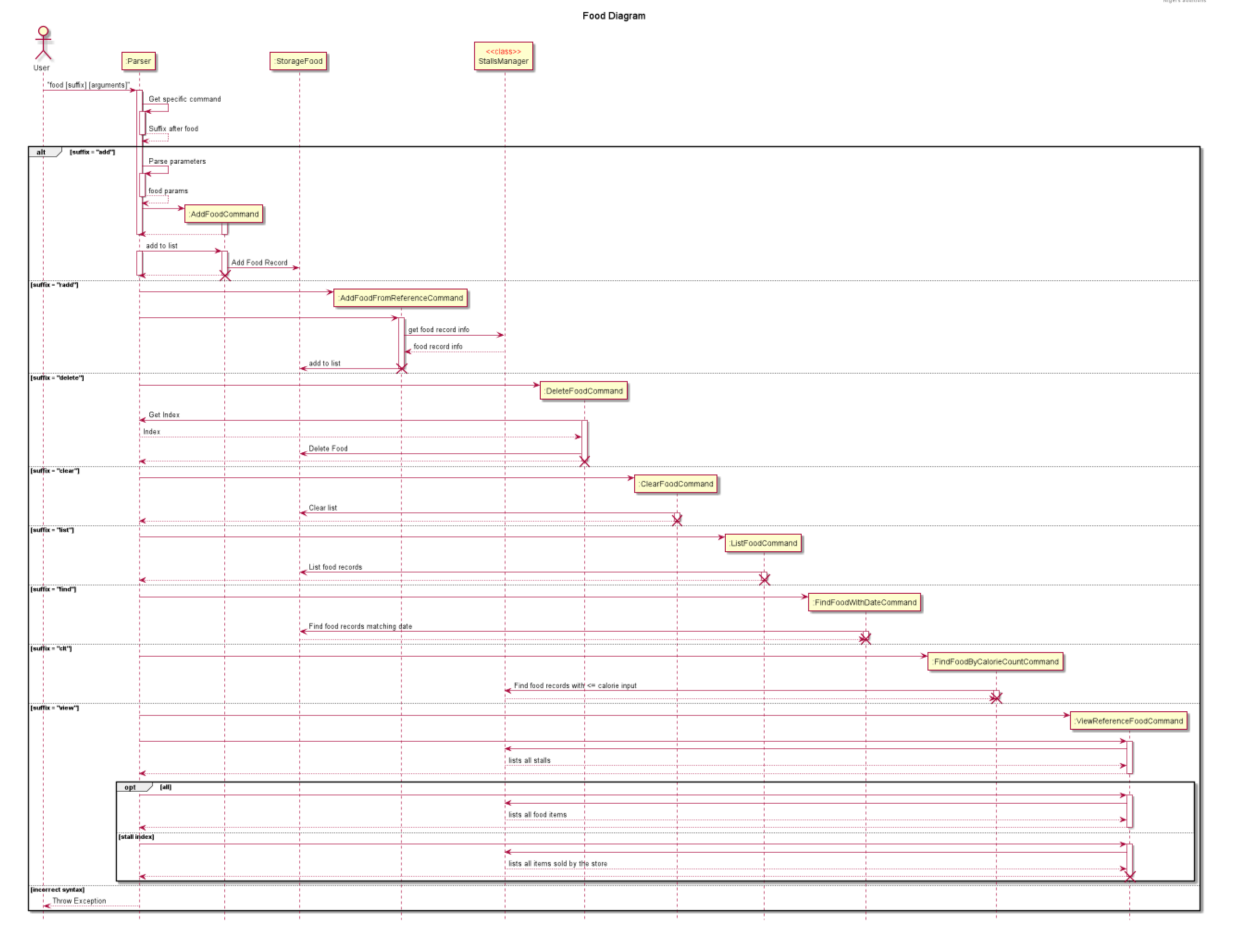 Food Diagram
<<class>>
:Parser
:StorageFood
StallsManager
User
"food [suffix] [arguments]"
Get specific command
Suffix after food
alt
[suffix = "add"]
Parse parameters
food params
:AddFoodCommand
add to list
Add Food Record
[suffix = "radd"]
:AddFoodFromReferenceCommand
get food record info
food record info
add to list
[suffix = "delete"]
:DeleteFoodCommand
Get Index
Index
Delete Food
[suffix = "clear"]
:ClearFoodCommand
Clear list
[suffix = "list"]
:ListFoodCommand
List food records
[suffix = "find"]
:FindFoodWithDateCommand
Find food records matching date
[suffix = "clt"]
:FindFoodByCalorieCountCommand
Find food records with <= calorie input
[suffix = "view"]
:ViewReferenceFoodCommand
lists all stalls
opt
[all]
lists all food items
[stall index]
lists all items sold by the store
[incorrect syntax]
Throw Exception